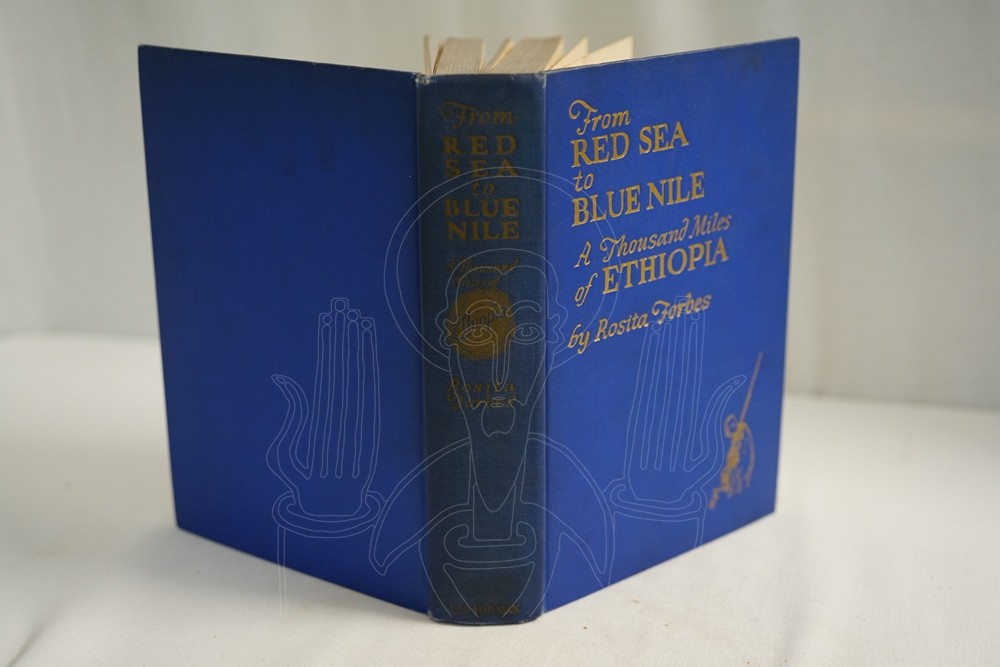 From
RED
SEA
to
BLUE
NILE
Rosita
Forbes
From
RED SEA
to
BLUE NILE
A Thousand Miles
of ETHIOPIA
by Rosita Forbes